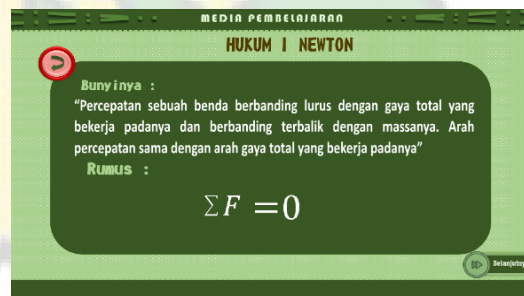 MEDIA PEMBELAJARAN
HUKUM I NEWTON
Bunyinya :
“Percepatan sebuah benda berbanding lurus dengan gaya total yang
bekerja padanya dan berbanding terbalik dengan massanya. Arah
percepatan sama dengan arah gaya total yang bekerja padanya”
Rumus :
∑F = 0